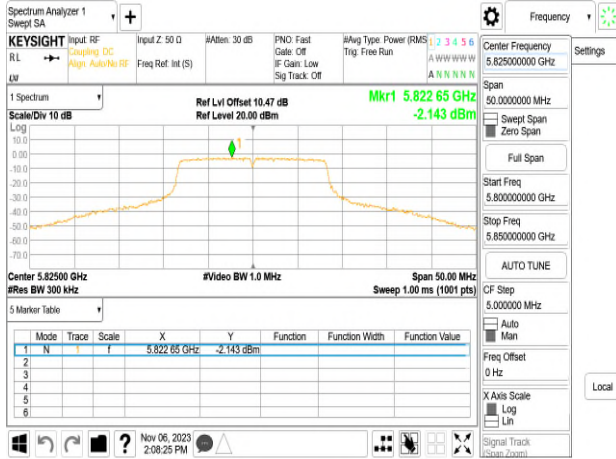 Spectrum Analyzer 1
Swept SA
+
Frequency
KEYSIGHT Input: RF Input Z: 50 Ω #Atten: 30 dB PNO: Fast #Avg Type: Power (RMS 1 2 3 4 5 6
RL Coupling: DC Gate: Off Trig: Free Run
Align: Auto/No RF Freq Ref: Int (S) IF Gain: Low A W W W W W
Sig Track: Off A N N N N N
1 Spectrum
Ref Lvl Offset 10.47 dB Mkr1 5.822 65 GHz
Scale/Div 10 dB Ref Level 20.00 dBm -2.143 dBm
Log
1
10.0
0.00
-10.0
-20.0
-30.0
-40.0
-50.0
-60.0
-70.0
Center 5.82500 GHz #Video BW 1.0 MHz Span 50.00 MHz
#Res BW 300 kHz Sweep 1.00 ms (1001 pts)
5 Marker Table
Mode Trace Scale X Y Function Function Width Function Value
1 N 1 f 5.822 65 GHz -2.143 dBm
2
3
4
5
6
Nov 06, 2023
2:08:25 PM
?
Center Frequency
5.825000000 GHz
Settings
Span
50.0000000 MHz
Swept Span
Zero Span
Full Span
Start Freq
5.800000000 GHz
Stop Freq
5.850000000 GHz
AUTO TUNE
CF Step
5.000000 MHz
Auto
Man
Freq Offset
0 Hz
Local
X Axis Scale
Log
Lin
Signal Track
(Span Zoom)